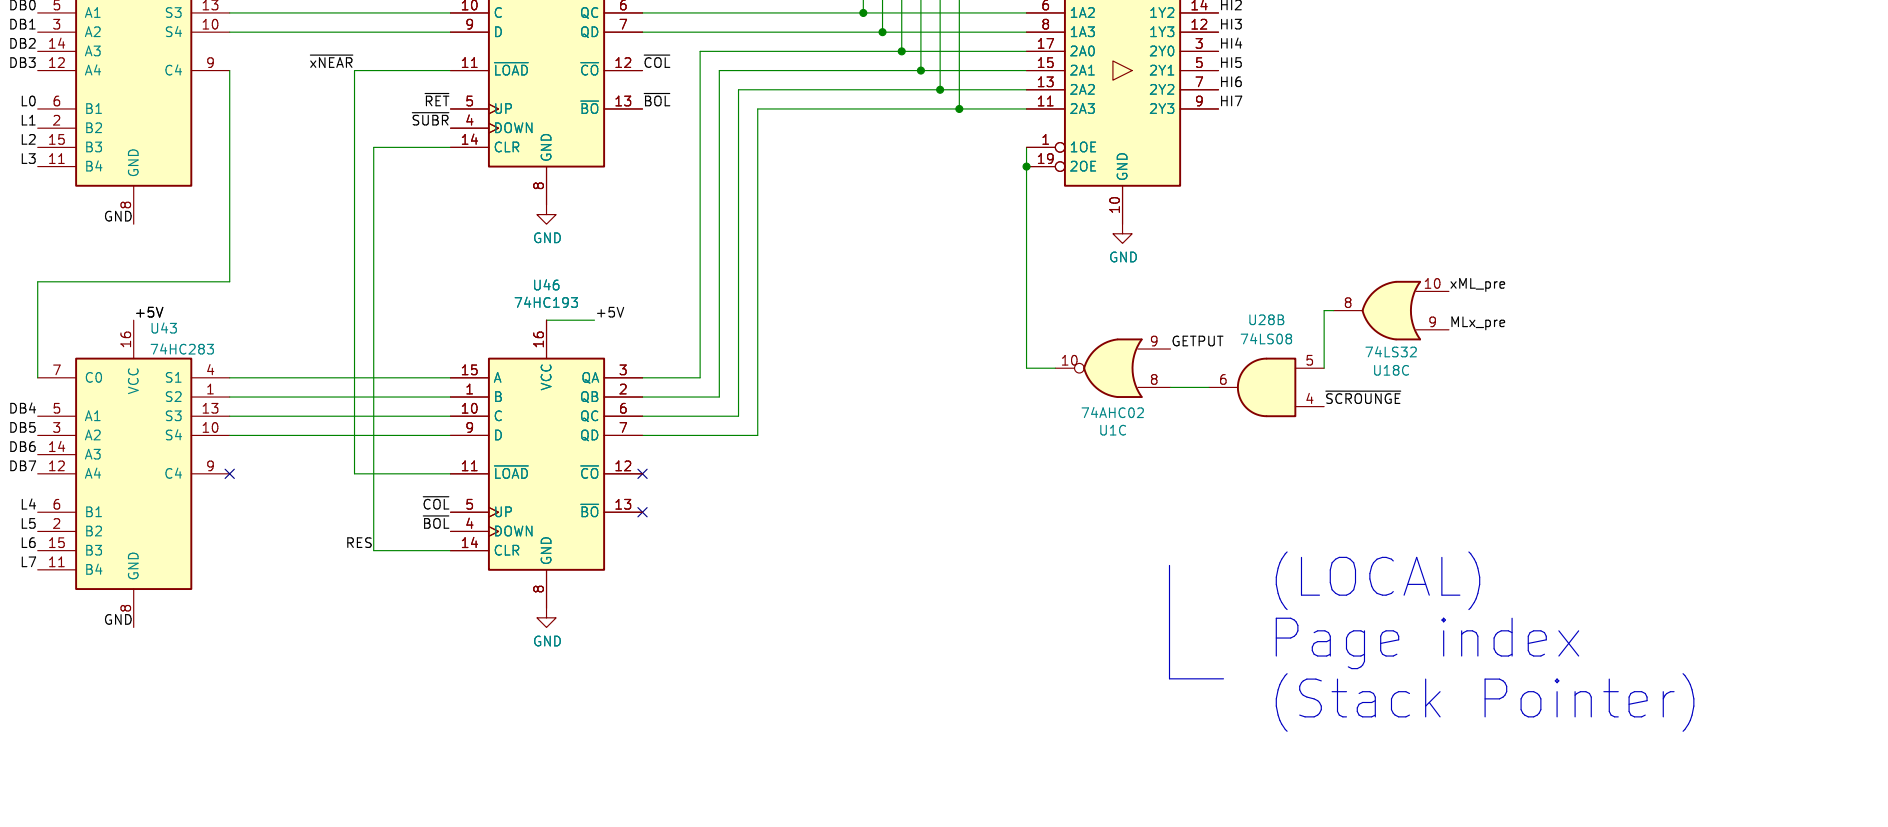 DB0 5 A1 S3 13 10 C QC 6 6 1A2 1Y2 14 HI2
DB1 3 A2 S4 10 9 D QD 7 8 1A3 1Y3 12 HI3
DB2 14 A3 17 2A0 2Y0 3 HI4
DB3 12 A4 C4 9 xNEAR 11 LOAD CO 12 COL 15 2A1 2Y1 5 HI5
13 2A2 2Y2 7 HI6
L0 6 B1 RET 5 UP BO 13 BOL 11 2A3 2Y3 9 HI7
L1 2 B2 SUBR 4 DOWN
L2 15 B3 14 CLR 1 1OE
L3 11 B4 19 2OE
GND GND GND
8 8 10
GND GND GND
U46
74HC193
+5V +5V
U43
74HC283
16 16
VCC VCC
7 C0 S1 4 15 A QA 3
S2 1 1 B QB 2
DB4 5 A1 S3 13 10 C QC 6
DB5 3 A2 S4 10 9 D QD 7
DB6 14 A3
DB7 12 A4 C4 9 11 LOAD CO 12
L4 6 B1 COL 5 UP BO 13
L5 2 B2 BOL 4 DOWN
L6 15 B3 RES 14 CLR
L7 11 B4
GND GND
8 8
GND GND
10 xML_pre
8
9 MLx_pre
74LS32
U18C
U28B
74LS08
5
6
4 SCROUNGE
9 GETPUT
10
8
74AHC02
U1C
(LOCAL)
Page index
(Stack Pointer)